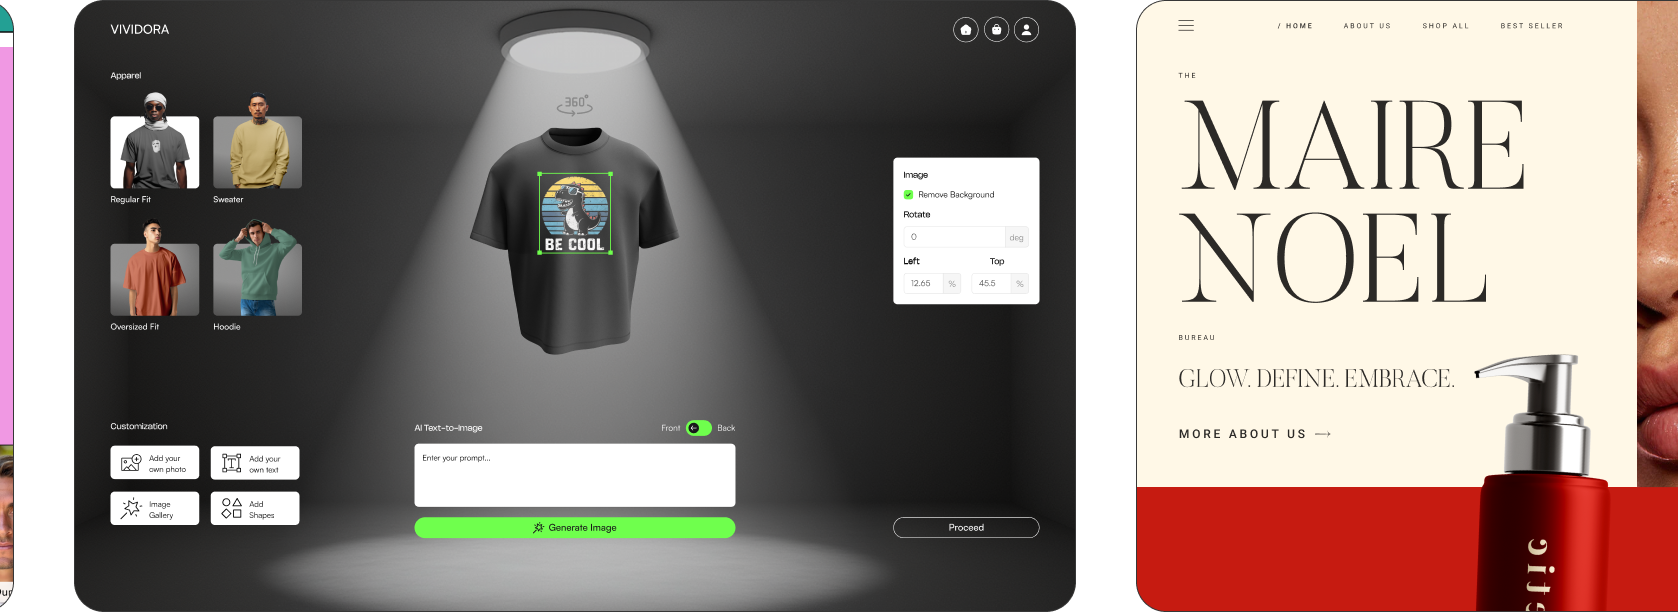 our
VIVIDORA
Apparel
Regular Fit
Sweater
Oversized Fit
Hoodie
360°
BE COOL
Image
Remove Background
Rotate
0
deg
Left
Top
12.65
%
45.5
%
Customization
Add your
own photo
Add your
own text
T
Image
Gallery
Add
Shapes
AI Text-to-Image
Front
Back
Enter your prompt...
Generate Image
Proceed
/ HOME
ABOUT US
SHOP ALL
BEST SELLER
THE
MAIRE
NOEL
BUREAU
GLOW. DEFINE. EMBRACE.
MORE ABOUT US